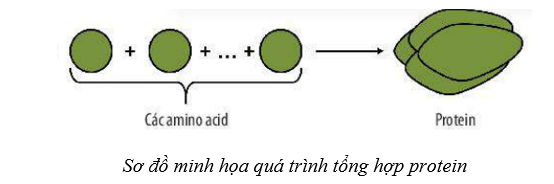 + + ... +
Các amino acid
Protein
Sơ đồ minh họa quá trình tổng hợp protein